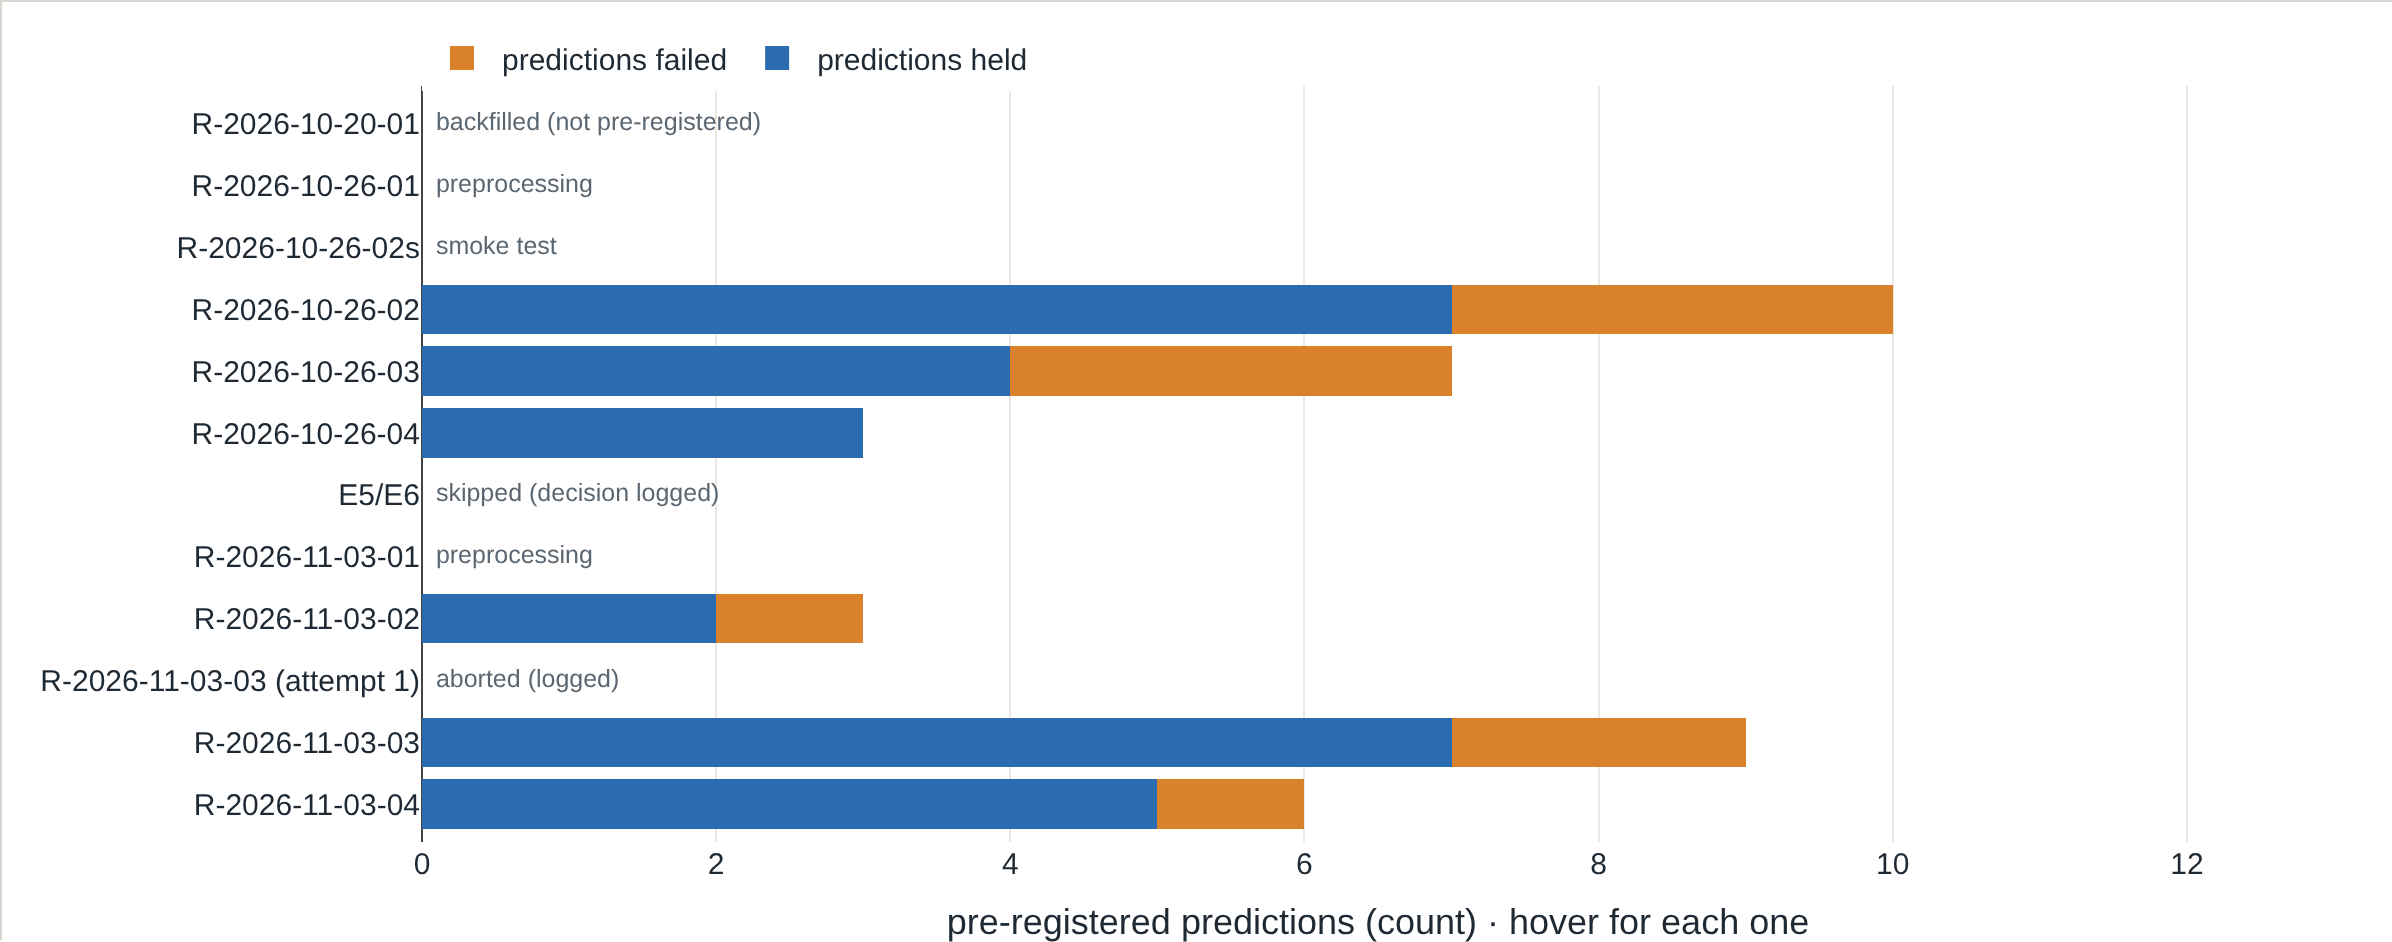 predictions failed predictions held
R-2026-10-20-01 backfilled (not pre-registered)
R-2026-10-26-01 preprocessing
R-2026-10-26-02s smoke test
R-2026-10-26-02
R-2026-10-26-03
R-2026-10-26-04
E5/E6 skipped (decision logged)
R-2026-11-03-01 preprocessing
R-2026-11-03-02
R-2026-11-03-03 (attempt 1) aborted (logged)
R-2026-11-03-03
R-2026-11-03-04
0 2 4 6 8 10 12
pre-registered predictions (count) · hover for each one